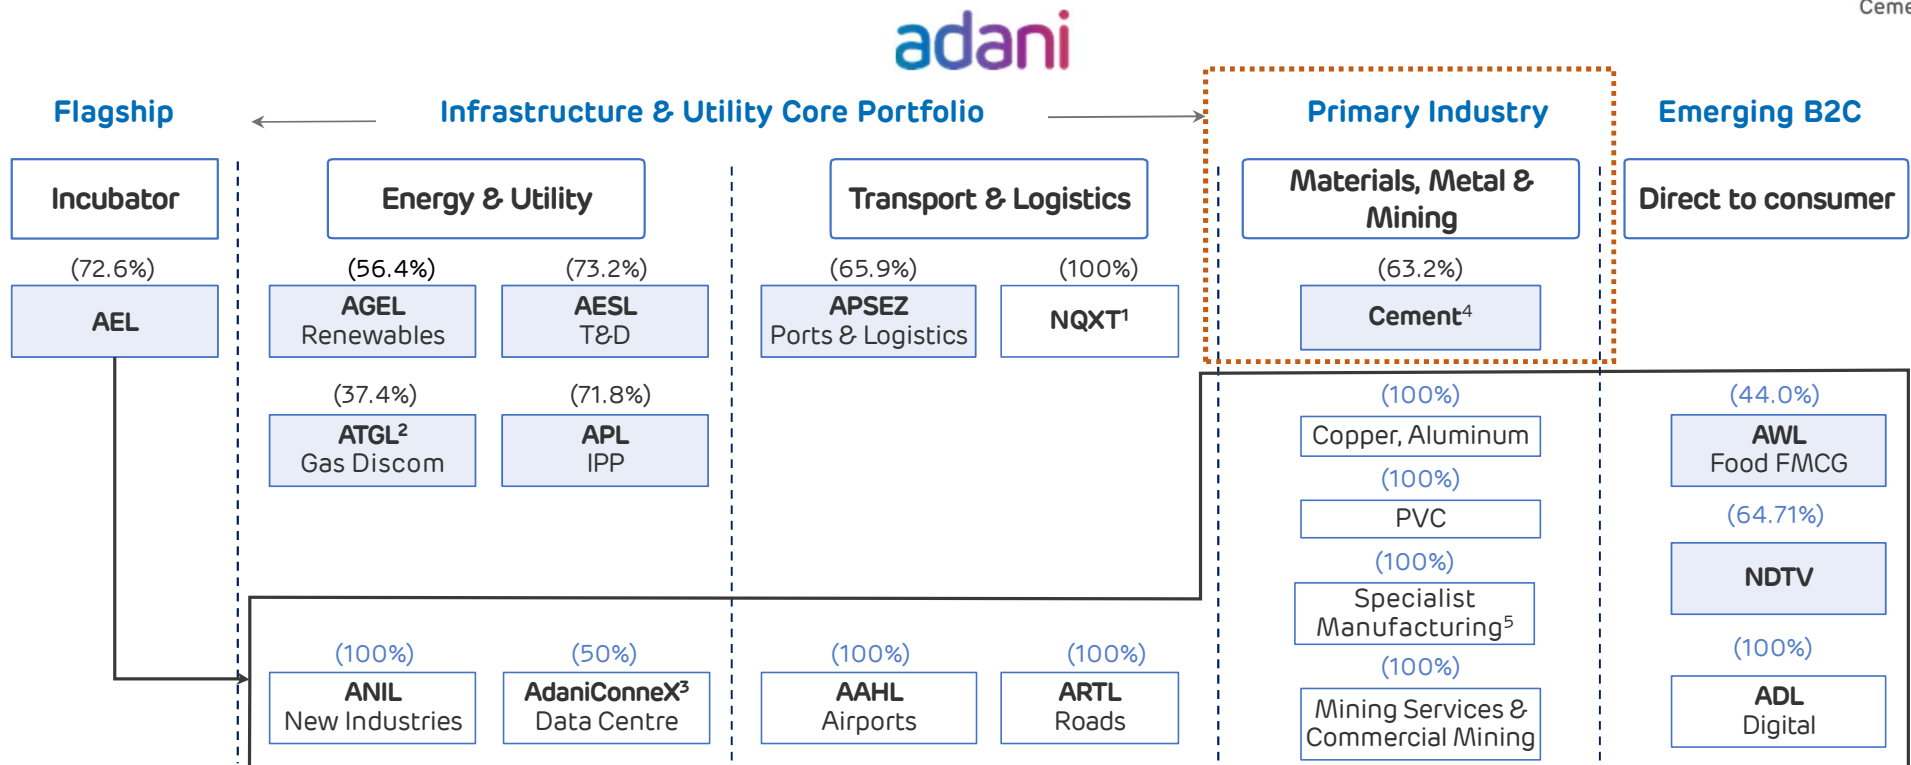 Ceme
adani
Flagship
Infrastructure & Utility Core Portfolio
Primary Industry
Emerging B2C
Incubator
Energy & Utility
Transport & Logistics
Materials, Metal &
Mining
Direct to consumer
(72.6%)
AEL
(56.4%)
AGEL
Renewables
(73.2%)
AESL
T&D
(65.9%)
APSEZ
Ports & Logistics
(100%)
NQXT¹
(63.2%)
Cement⁴
(37.4%)
ATGL²
Gas Discom
(71.8%)
APL
IPP
(100%)
Copper, Aluminum
(100%)
PVC
(100%)
Specialist
Manufacturing⁵
(100%)
Mining Services &
Commercial Mining
(44.0%)
AWL
Food FMCG
(64.71%)
NDTV
(100%)
ADL
Digital
(100%)
ANIL
New Industries
(50%)
AdaniConneX³
Data Centre
(100%)
AAHL
Airports
(100%)
ARTL
Roads